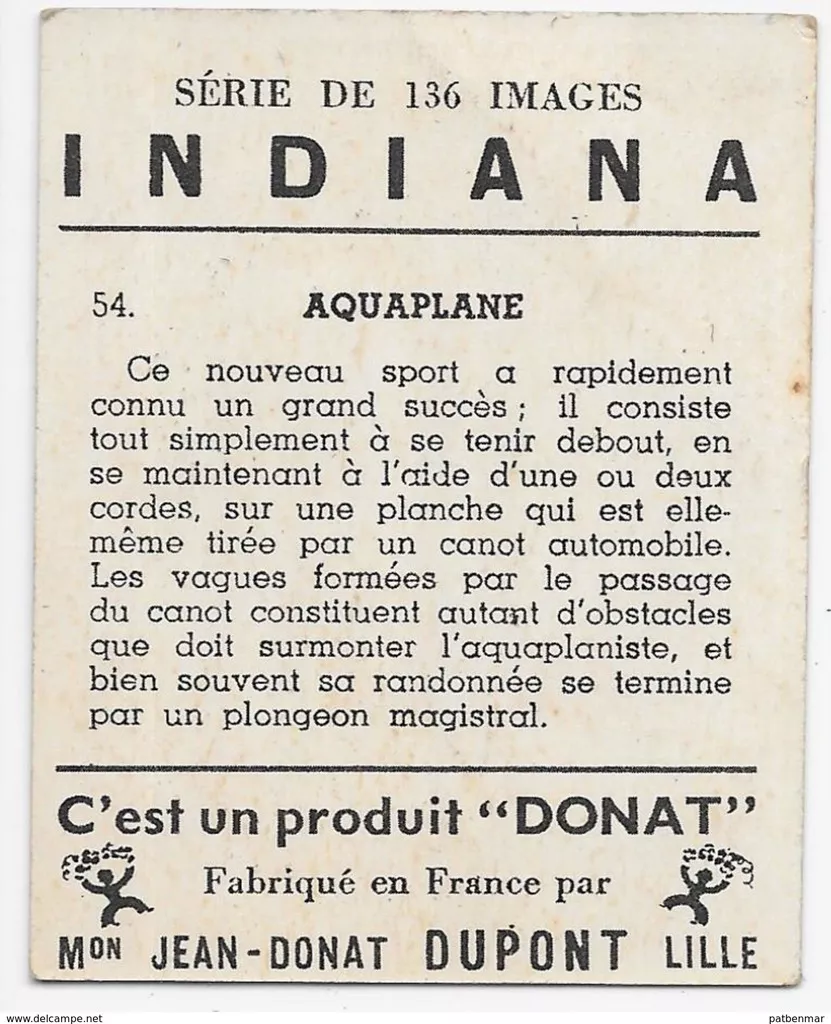 SÉRIE DE 136 IMAGES
INDIANA
54. AQUAPLANE
Ce nouveau sport a rapidement
connu un grand succès ; il consiste
tout simplement à se tenir debout, en
se maintenant à l'aide d'une ou deux
cordes, sur une planche qui est elle-
même tirée par un canot automobile.
Les vagues formées par le passage
du canot constituent autant d'obstacles
que doit surmonter l'aquaplaniste, et
bien souvent sa randonnée se termine
par un plongeon magistral.
C'est un produit "DONAT"
Fabriqué en France par
MON JEAN-DONAT DUPONT LILLE
delcampe.net
patbenmar